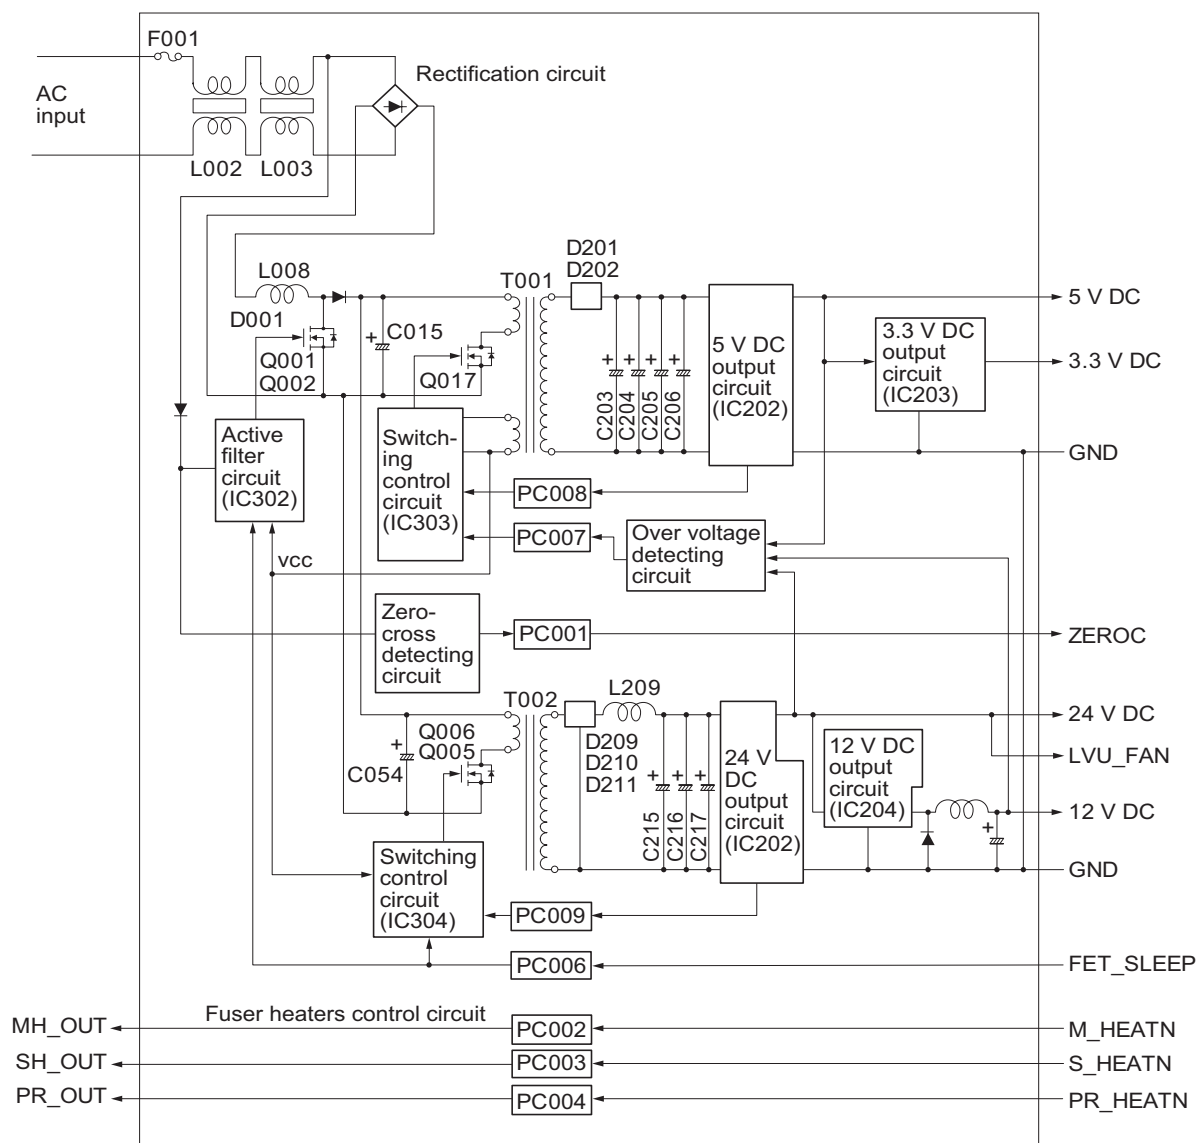 F001
Rectification circuit
AC
input
L002
L003
D201
D202
L008
T001
5 V DC
D001
C015
5 V DC
output
circuit
(IC202)
3.3 V DC
output
circuit
(IC203)
3.3 V DC
Q001
Q002
Q017
C203
C204
C205
C206
Active
filter
circuit
(IC302)
Switch-
ing
control
circuit
(IC303)
GND
PC008
PC007
Over voltage
detecting
circuit
vcc
Zero-
cross
detecting
circuit
PC001
ZEROC
T002
L209
24 V DC
Q006
Q005
D209
D210
D211
C054
24 V
DC
output
circuit
(IC202)
12 V DC
output
circuit
(IC204)
LVU_FAN
12 V DC
C215
C216
C217
Switching
control
circuit
(IC304)
GND
PC009
PC006
FET_SLEEP
Fuser heaters control circuit
MH_OUT
PC002
M_HEATN
SH_OUT
PC003
S_HEATN
PR_OUT
PC004
PR_HEATN